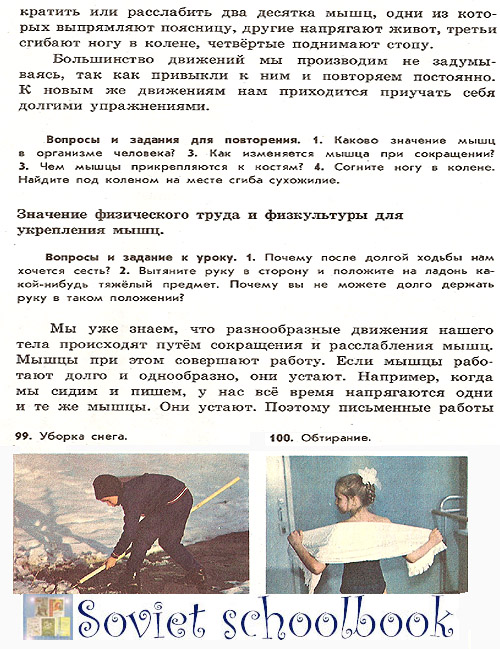 кратить или расслабить два десятка мышц, одни из кото-
рых выпрямляют поясницу, другие напрягают живот, третьи
сгибают ногу в колене, четвёртые поднимают стопу.
Большинство движений мы производим не задумы-
ваясь, так как привыкли к ним и повторяем постоянно.
К новым же движениям нам приходится приучать себя
долгими упражнениями.
Вопросы и задания для повторения. 1. Каково значение мышц
в организме человека? 3. Как изменяется мышца при сокращении?
3. Чем мышцы прикрепляются к костям? 4. Согните ногу в колене.
Найдите под коленом на месте сгиба сухожилие.
Значение физического труда и физкультуры для
укрепления мышц.
Вопросы и задание к уроку. 1. Почему после долгой ходьбы нам
хочется сесть? 2. Вытяните руку в сторону и положите на ладонь ка-
кой-нибудь тяжёлый предмет. Почему вы не можете долго держать
руку в таком положении?
Мы уже знаем, что разнообразные движения нашего
тела происходят путём сокращения и расслабления мышц.
Мышцы при этом совершают работу. Если мышцы рабо-
тают долго и однообразно, они устают. Например, когда
мы сидим и пишем, у нас всё время напрягаются одни
и те же мышцы. Они устают. Поэтому письменные работы
99. Уборка снега.
100. Обтирание.
Soviet schoolbook